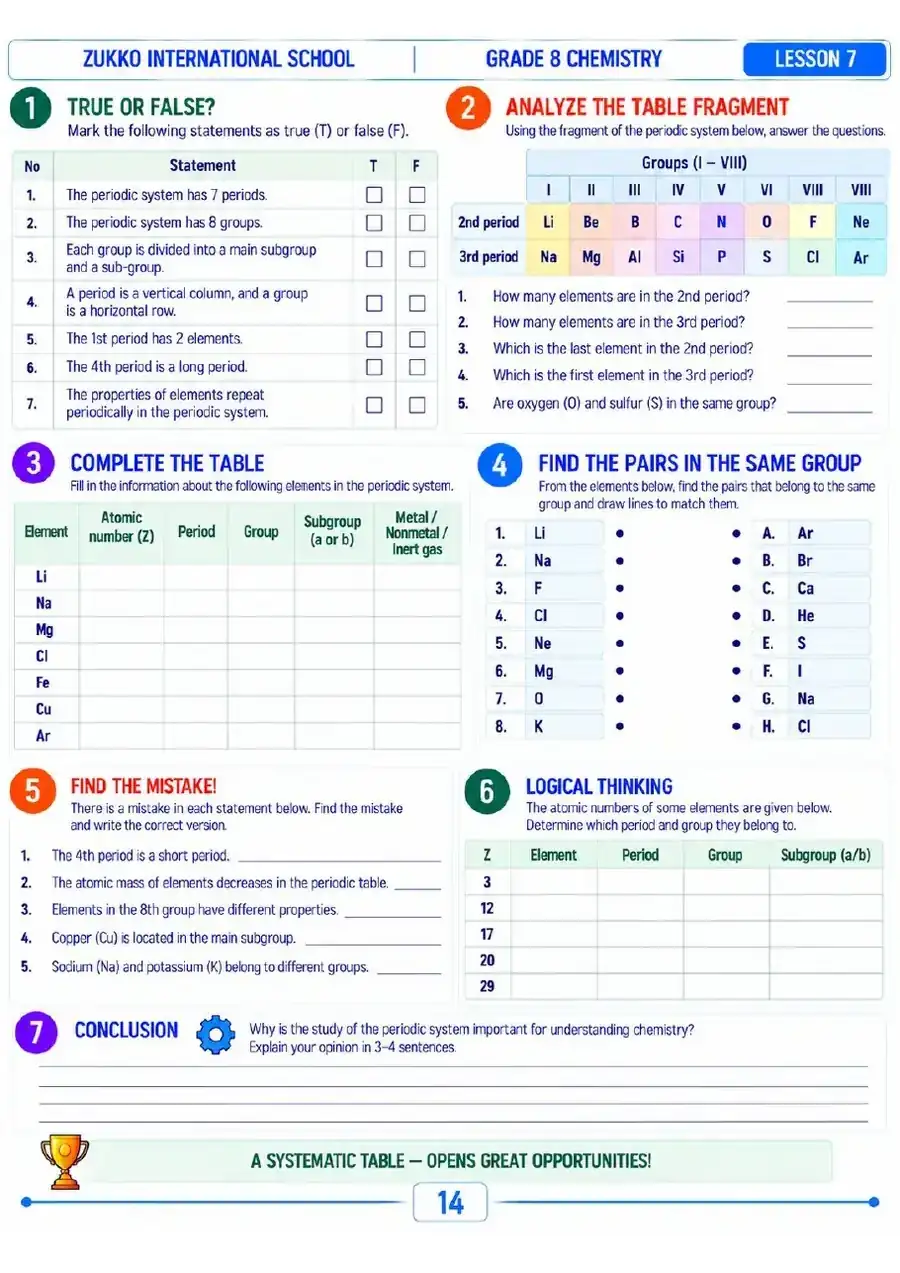 ZUKKO INTERNATIONAL SCHOOL
GRADE 8 CHEMISTRY
LESSON 7
1 TRUE OR FALSE?
Mark the following statements as true (T) or false (F).
No Statement T F
1. The periodic system has 7 periods.
2. The periodic system has 8 groups.
3. Each group is divided into a main subgroup
and a sub-group.
4. A period is a vertical column, and a group
is a horizontal row.
5. The 1st period has 2 elements.
6. The 4th period is a long period.
7. The properties of elements repeat
periodically in the periodic system.
2 ANALYZE THE TABLE FRAGMENT
Using the fragment of the periodic system below, answer the questions.
Groups (I – VIII)
I II III IV V VI VIII VIII
2nd period Li Be B C N O F Ne
3rd period Na Mg Al Si P S Cl Ar
1. How many elements are in the 2nd period?
2. How many elements are in the 3rd period?
3. Which is the last element in the 2nd period?
4. Which is the first element in the 3rd period?
5. Are oxygen (O) and sulfur (S) in the same group?
3 COMPLETE THE TABLE
Fill in the information about the following elements in the periodic system.
Element Atomic number (Z) Period Group Subgroup (a or b) Metal / Nonmetal / Inert gas
Li
Na
Mg
Cl
Fe
Cu
Ar
4 FIND THE PAIRS IN THE SAME GROUP
From the elements below, find the pairs that belong to the same
group and draw lines to match them.
1. Li • • A. Ar
2. Na • • B. Br
3. F • • C. Ca
4. Cl • • D. He
5. Ne • • E. S
6. Mg • • F. I
7. O • • G. Na
8. K • • H. Cl
5 FIND THE MISTAKE!
There is a mistake in each statement below. Find the mistake
and write the correct version.
1. The 4th period is a short period.
2. The atomic mass of elements decreases in the periodic table.
3. Elements in the 8th group have different properties.
4. Copper (Cu) is located in the main subgroup.
5. Sodium (Na) and potassium (K) belong to different groups.
6 LOGICAL THINKING
The atomic numbers of some elements are given below.
Determine which period and group they belong to.
Z Element Period Group Subgroup (a/b)
3
12
17
20
29
7 CONCLUSION
Why is the study of the periodic system important for understanding chemistry?
Explain your opinion in 3–4 sentences.
A SYSTEMATIC TABLE — OPENS GREAT OPPORTUNITIES!
14